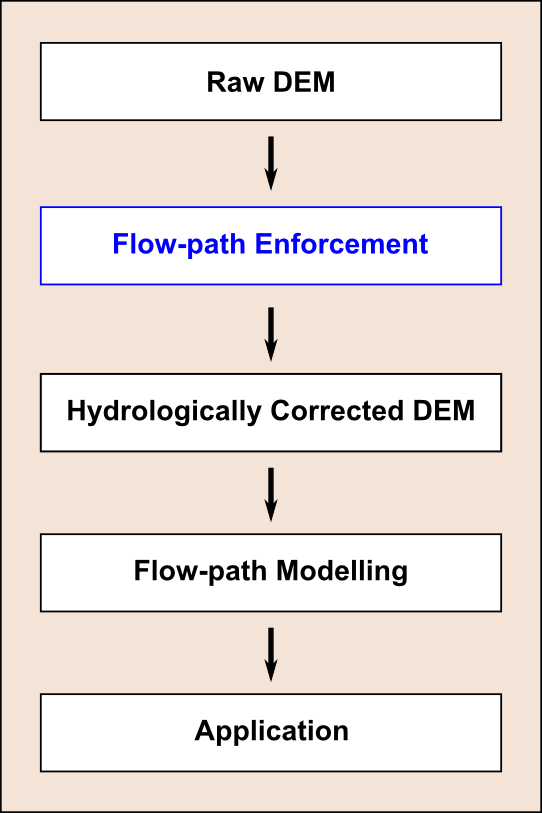 Raw DEM
Flow-path Enforcement
Hydrologically Corrected DEM
Flow-path Modelling
Application